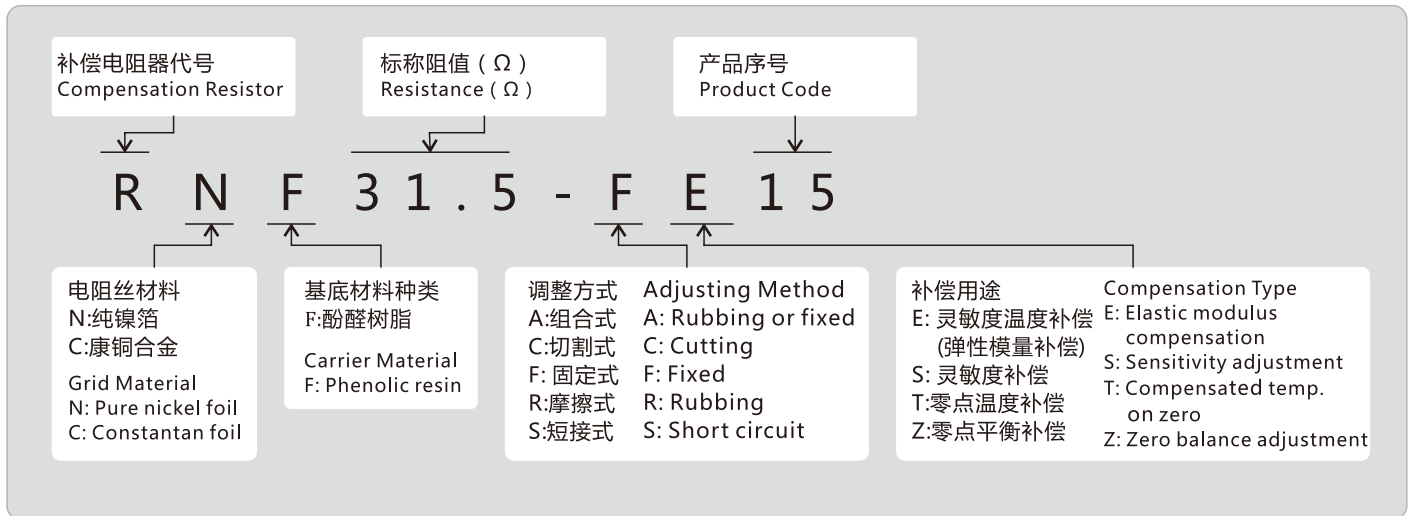 补偿电阻器代号
Compensation Resistor
标称阻值 ( Ω )
Resistance ( Ω )
产品序号
Product Code
R N F 31.5 - F E 15
电阻丝材料
N:纯镍箔
C:康铜合金
Grid Material
N: Pure nickel foil
C: Constantan foil
基底材料种类
F:酚醛树脂
Carrier Material
F: Phenolic resin
调整方式 Adjusting Method
A:组合式 A: Rubbing or fixed
C:切割式 C: Cutting
F: 固定式 F: Fixed
R:摩擦式 R: Rubbing
S:短接式 S: Short circuit
补偿用途
E: 灵敏度温度补偿
(弹性模量补偿)
S: 灵敏度补偿
T:零点温度补偿
Z:零点平衡补偿
Compensation Type
E: Elastic modulus
compensation
S: Sensitivity adjustment
T: Compensated temp.
on zero
Z: Zero balance adjustment